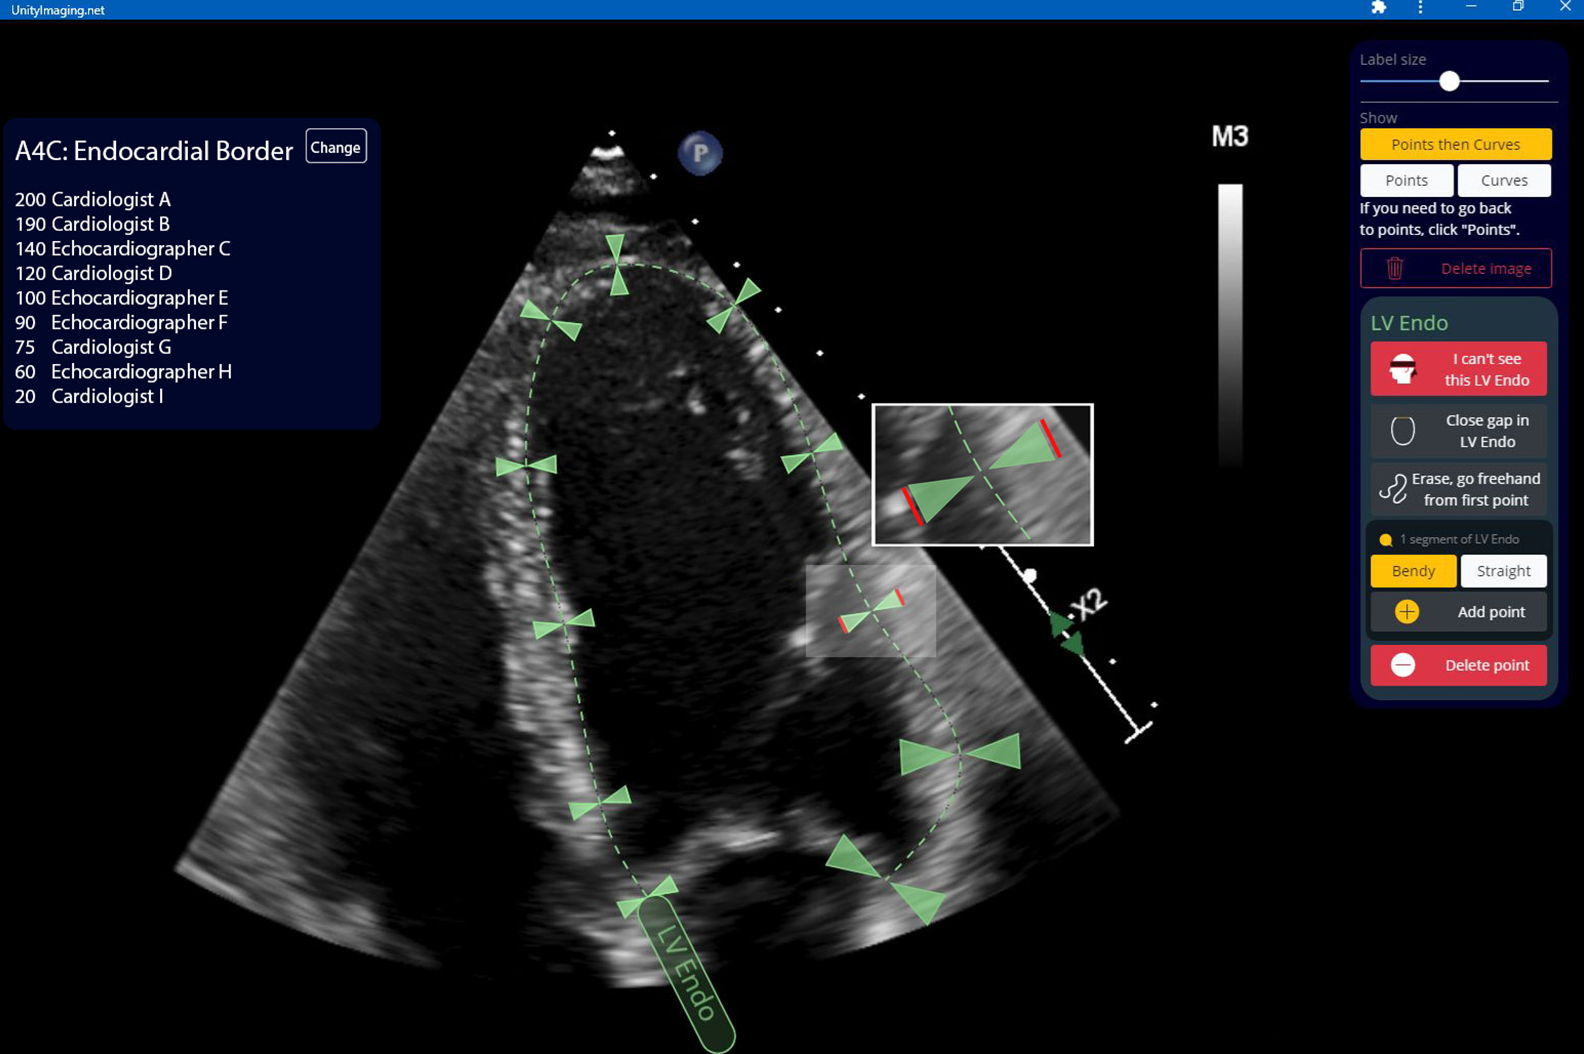 UnityImaging.net
A4C: Endocardial Border
Change
200 Cardiologist A
190 Cardiologist B
140 Echocardiographer C
120 Cardiologist D
100 Echocardiographer E
90 Echocardiographer F
75 Cardiologist G
60 Echocardiographer H
20 Cardiologist I
P
M3
X2
LV Endo
Label size
Show
Points then Curves
Points
Curves
If you need to go back
to points, click "Points".
Delete image
LV Endo
I can't see
this LV Endo
Close gap in
LV Endo
Erase, go freehand
from first point
1 segment of LV Endo
Bendy
Straight
Add point
Delete point